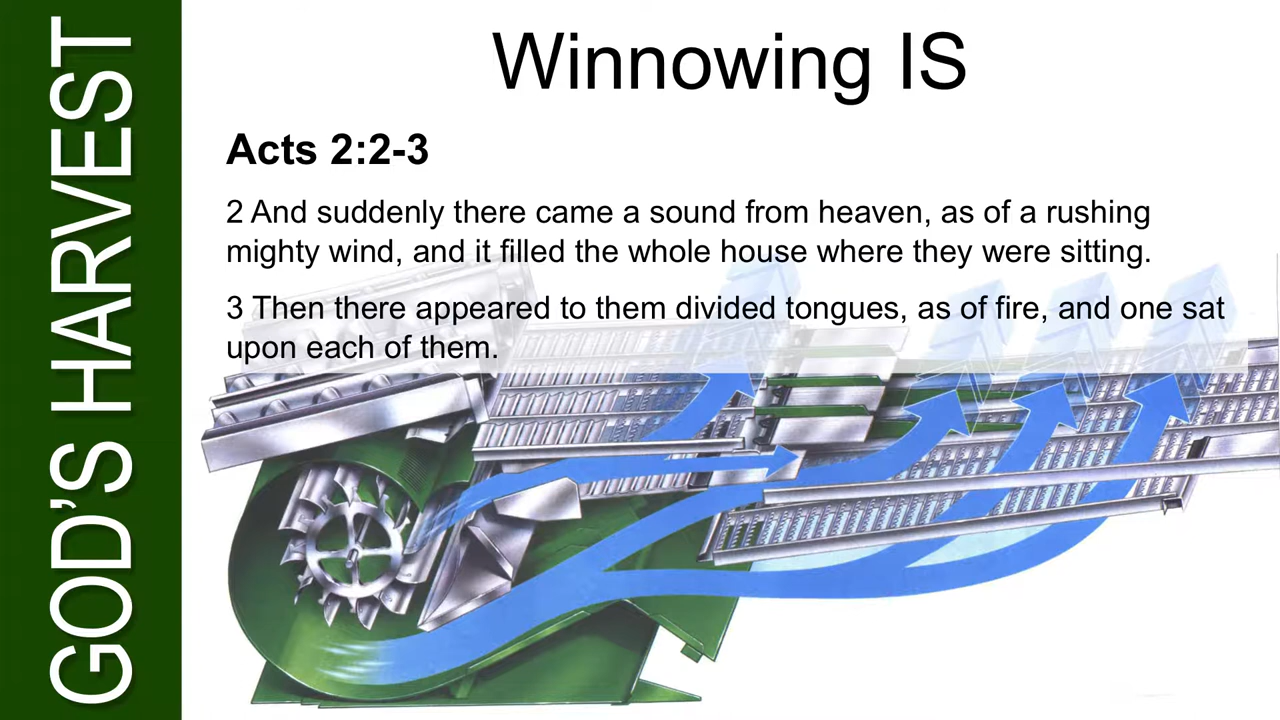 GOD'S HARVEST
Winnowing IS
Acts 2:2-3
2 And suddenly there came a sound from heaven, as of a rushing
mighty wind, and it filled the whole house where they were sitting.
3 Then there appeared to them divided tongues, as of fire, and one sat
upon each of them.